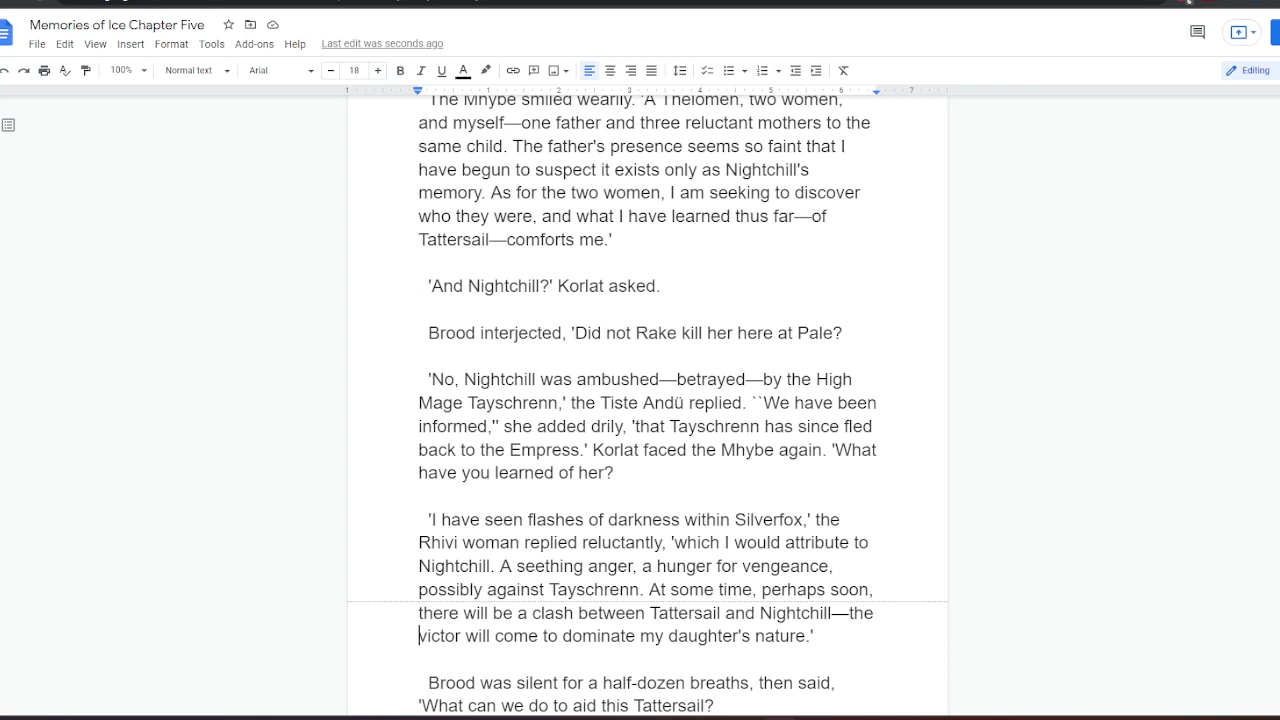 Memories of Ice Chapter Five
File Edit View Insert Format Tools Add-ons Help Last edit was seconds ago
100% Normal text Arial 18 Editing
1 1 2 3 4 5 6 7
The Mhybe smiled wearily. 'A Thelomen, two women,
and myself—one father and three reluctant mothers to the
same child. The father's presence seems so faint that I
have begun to suspect it exists only as Nightchill's
memory. As for the two women, I am seeking to discover
who they were, and what I have learned thus far—of
Tattersail—comforts me.'
'And Nightchill?' Korlat asked.
Brood interjected, 'Did not Rake kill her here at Pale?
'No, Nightchill was ambushed—betrayed—by the High
Mage Tayschrenn,' the Tiste Andü replied. ``We have been
informed,'' she added drily, 'that Tayschrenn has since fled
back to the Empress.' Korlat faced the Mhybe again. 'What
have you learned of her?
'I have seen flashes of darkness within Silverfox,' the
Rhivi woman replied reluctantly, 'which I would attribute to
Nightchill. A seething anger, a hunger for vengeance,
possibly against Tayschrenn. At some time, perhaps soon,
there will be a clash between Tattersail and Nightchill—the
victor will come to dominate my daughter's nature.'
Brood was silent for a half-dozen breaths, then said,
'What can we do to aid this Tattersail?